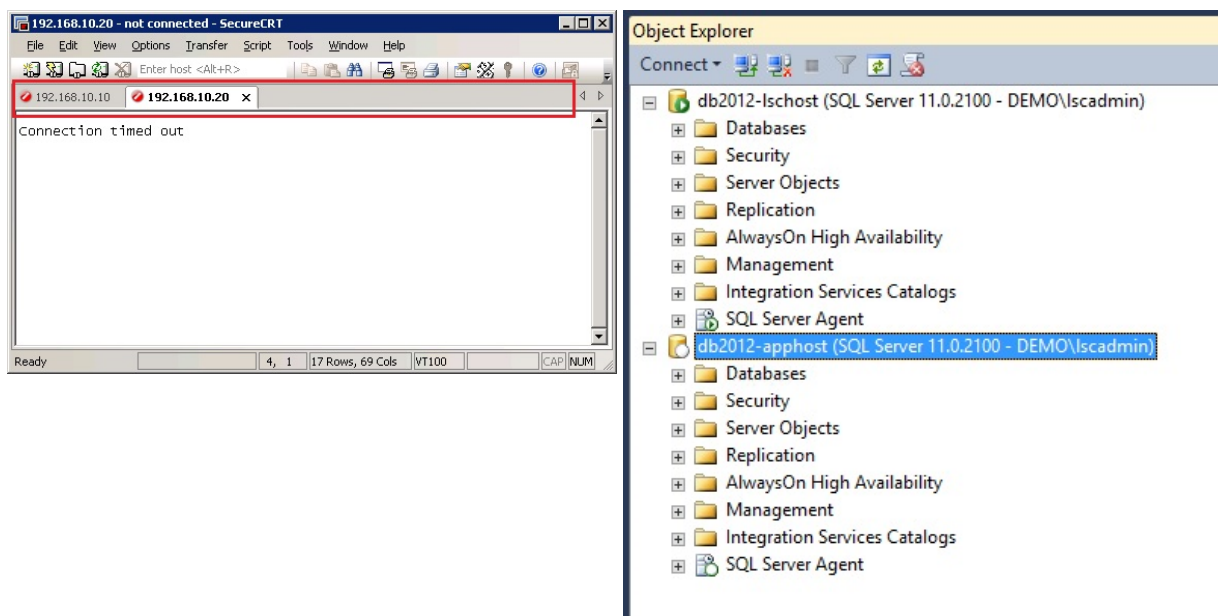 192.168.10.20 - not connected - SecureCRT
File Edit View Options Transfer Script Tools Window Help
Enter host <Alt+R>
192.168.10.10 192.168.10.20 x
Connection timed out
Ready 4, 1 17 Rows, 69 Cols VT100 CAP NUM
Object Explorer
Connect
db2012-lschost (SQL Server 11.0.2100 - DEMO\lscadmin)
Databases
Security
Server Objects
Replication
AlwaysOn High Availability
Management
Integration Services Catalogs
SQL Server Agent
db2012-apphost (SQL Server 11.0.2100 - DEMO\lscadmin)
Databases
Security
Server Objects
Replication
AlwaysOn High Availability
Management
Integration Services Catalogs
SQL Server Agent